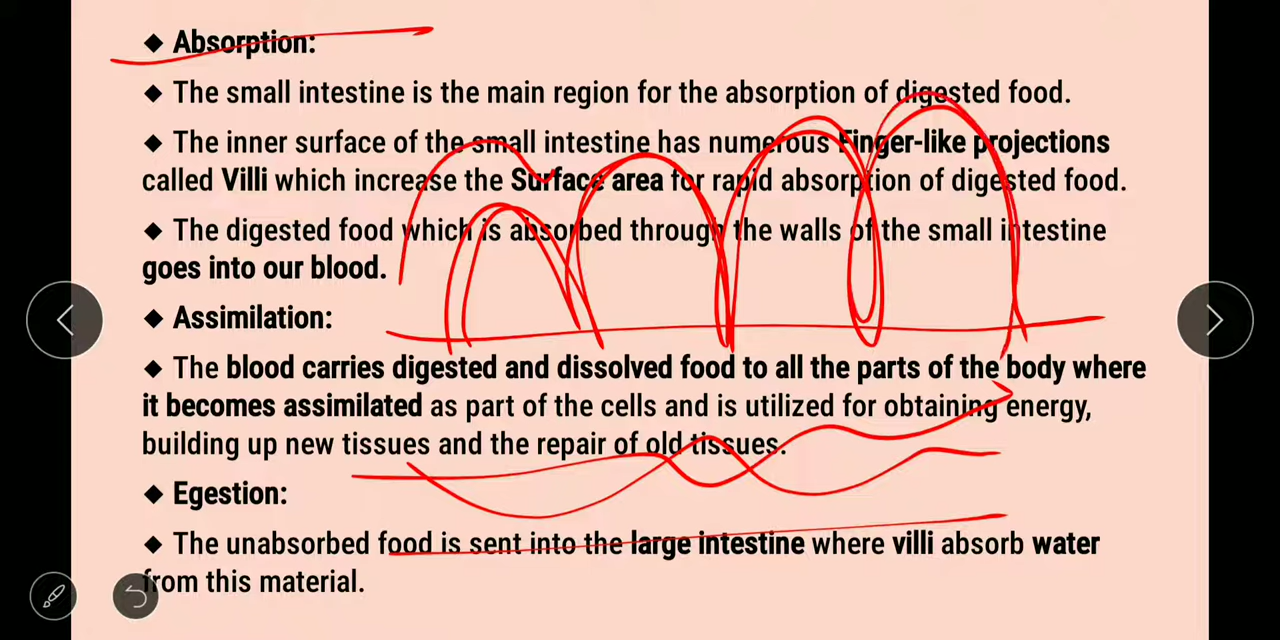 ◆ Absorption:
◆ The small intestine is the main region for the absorption of digested food.
◆ The inner surface of the small intestine has numerous Finger-like projections
called Villi which increase the Surface area for rapid absorption of digested food.
◆ The digested food which is absorbed through the walls of the small intestine
goes into our blood.
◆ Assimilation:
◆ The blood carries digested and dissolved food to all the parts of the body where
it becomes assimilated as part of the cells and is utilized for obtaining energy,
building up new tissues and the repair of old tissues.
◆ Egestion:
◆ The unabsorbed food is sent into the large intestine where villi absorb water
from this material.